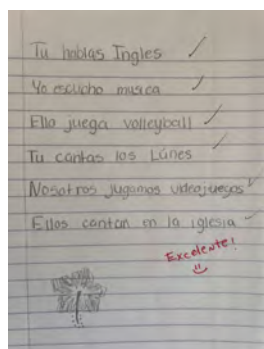 Tu hablas Ingles
Yo escucho musica
Ella juega volleyball
Tu cantas los Lúnes
Nosotros jugamos videojuegos
Ellos cantan en la iglesia
Excelente!